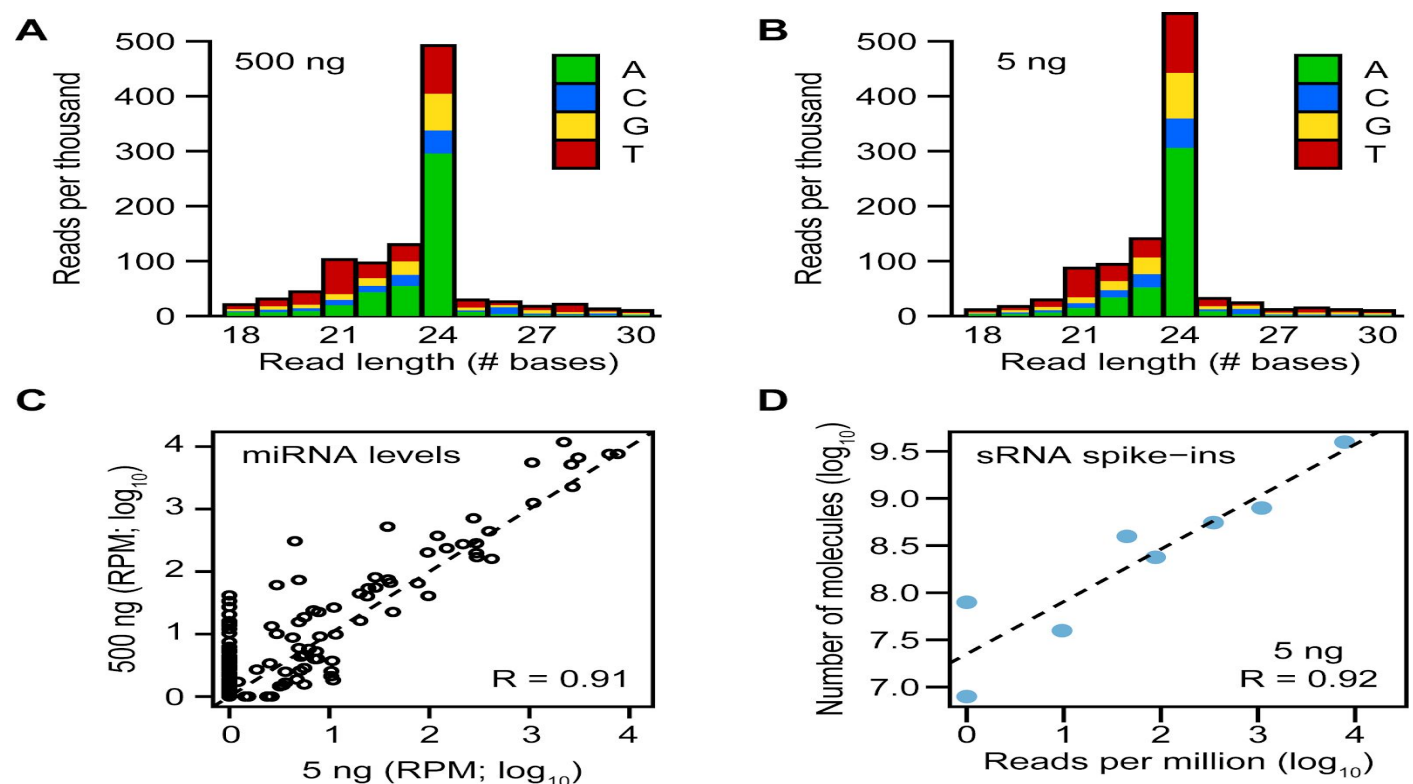 A
500 ng
Reads per thousand
500
400
300
200
100
0
A
C
G
T
18 21 24 27 30
Read length (# bases)
B
5 ng
Reads per thousand
500
400
300
200
100
0
A
C
G
T
18 21 24 27 30
Read length (# bases)
C
miRNA levels
500 ng (RPM; log₁₀)
4
3
2
1
0
R = 0.91
0 1 2 3 4
5 ng (RPM; log₁₀)
D
sRNA spike−ins
Number of molecules (log₁₀)
9.5
9.0
8.5
8.0
7.5
7.0
5 ng
R = 0.92
0 1 2 3 4
Reads per million (log₁₀)